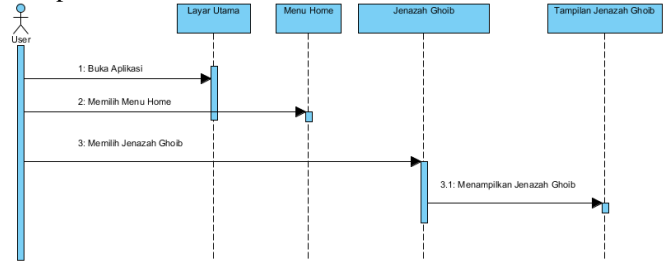 Layar Utama
Menu Home
Jenazah Ghoib
Tampilan Jenazah Ghoib
User
1: Buka Aplikasi
2: Memilih Menu Home
3: Memilih Jenazah Ghoib
3.1: Menampilkan Jenazah Ghoib